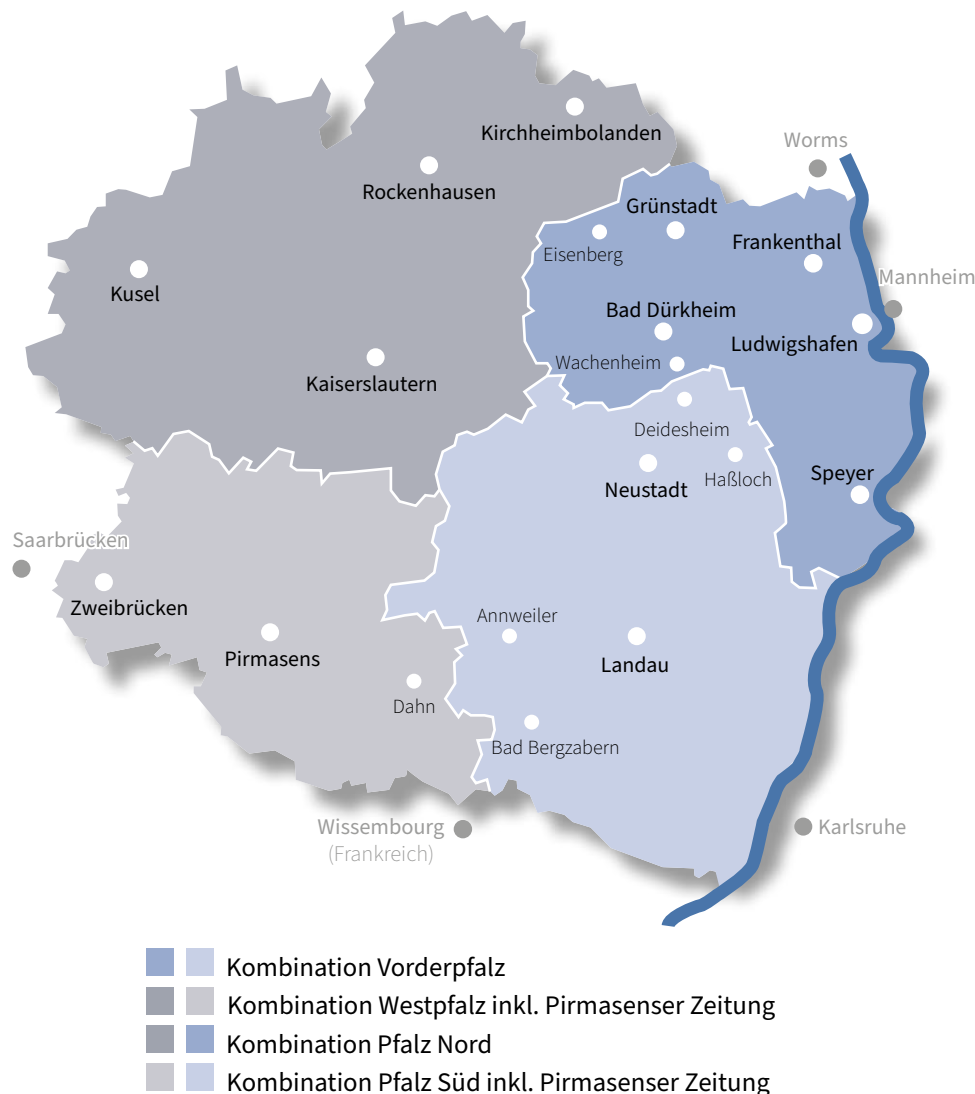 Kirchheimbolanden
Worms
Rockenhausen
Grünstadt
Frankenthal
Eisenberg
Mannheim
Kusel
Bad Dürkheim
Ludwigshafen
Wachenheim
Kaiserslautern
Deidesheim
Haßloch
Neustadt
Speyer
Saarbrücken
Zweibrücken
Annweiler
Pirmasens
Landau
Dahn
Bad Bergzabern
Wissembourg
(Frankreich)
Karlsruhe
Kombination Vorderpfalz
Kombination Westpfalz inkl. Pirmasenser Zeitung
Kombination Pfalz Nord
Kombination Pfalz Süd inkl. Pirmasenser Zeitung